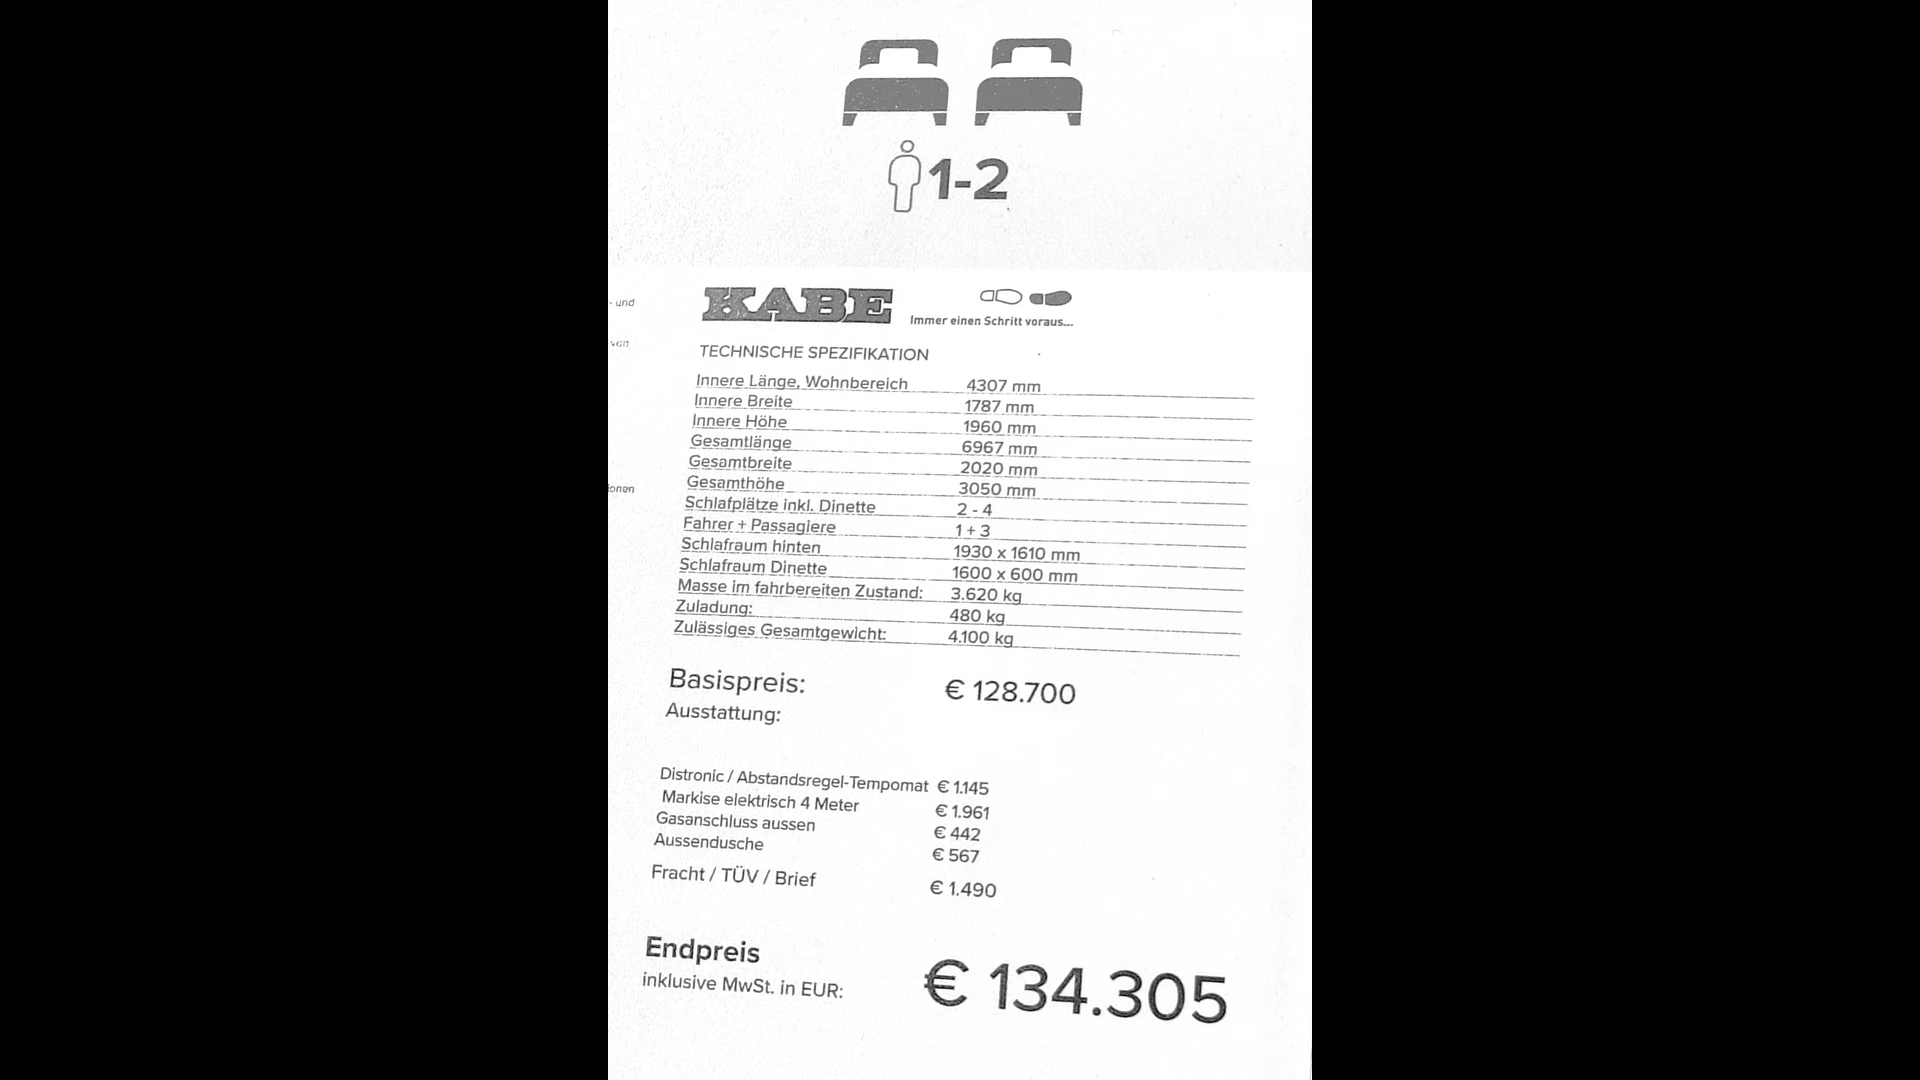 1-2
- und
von
ionen
KABE
Immer einen Schritt voraus...
TECHNISCHE SPEZIFIKATION
Innere Länge, Wohnbereich 4307 mm
Innere Breite 1787 mm
Innere Höhe 1960 mm
Gesamtlänge 6967 mm
Gesamtbreite 2020 mm
Gesamthöhe 3050 mm
Schlafplätze inkl. Dinette 2 - 4
Fahrer + Passagiere 1 + 3
Schlafraum hinten 1930 x 1610 mm
Schlafraum Dinette 1600 x 600 mm
Masse im fahrbereiten Zustand: 3.620 kg
Zuladung: 480 kg
Zulässiges Gesamtgewicht: 4.100 kg
Basispreis: € 128.700
Ausstattung:
Distronic / Abstandsregel-Tempomat € 1.145
Markise elektrisch 4 Meter € 1.961
Gasanschluss aussen € 442
Aussendusche € 567
Fracht / TÜV / Brief € 1.490
Endpreis
inklusive MwSt. in EUR: € 134.305